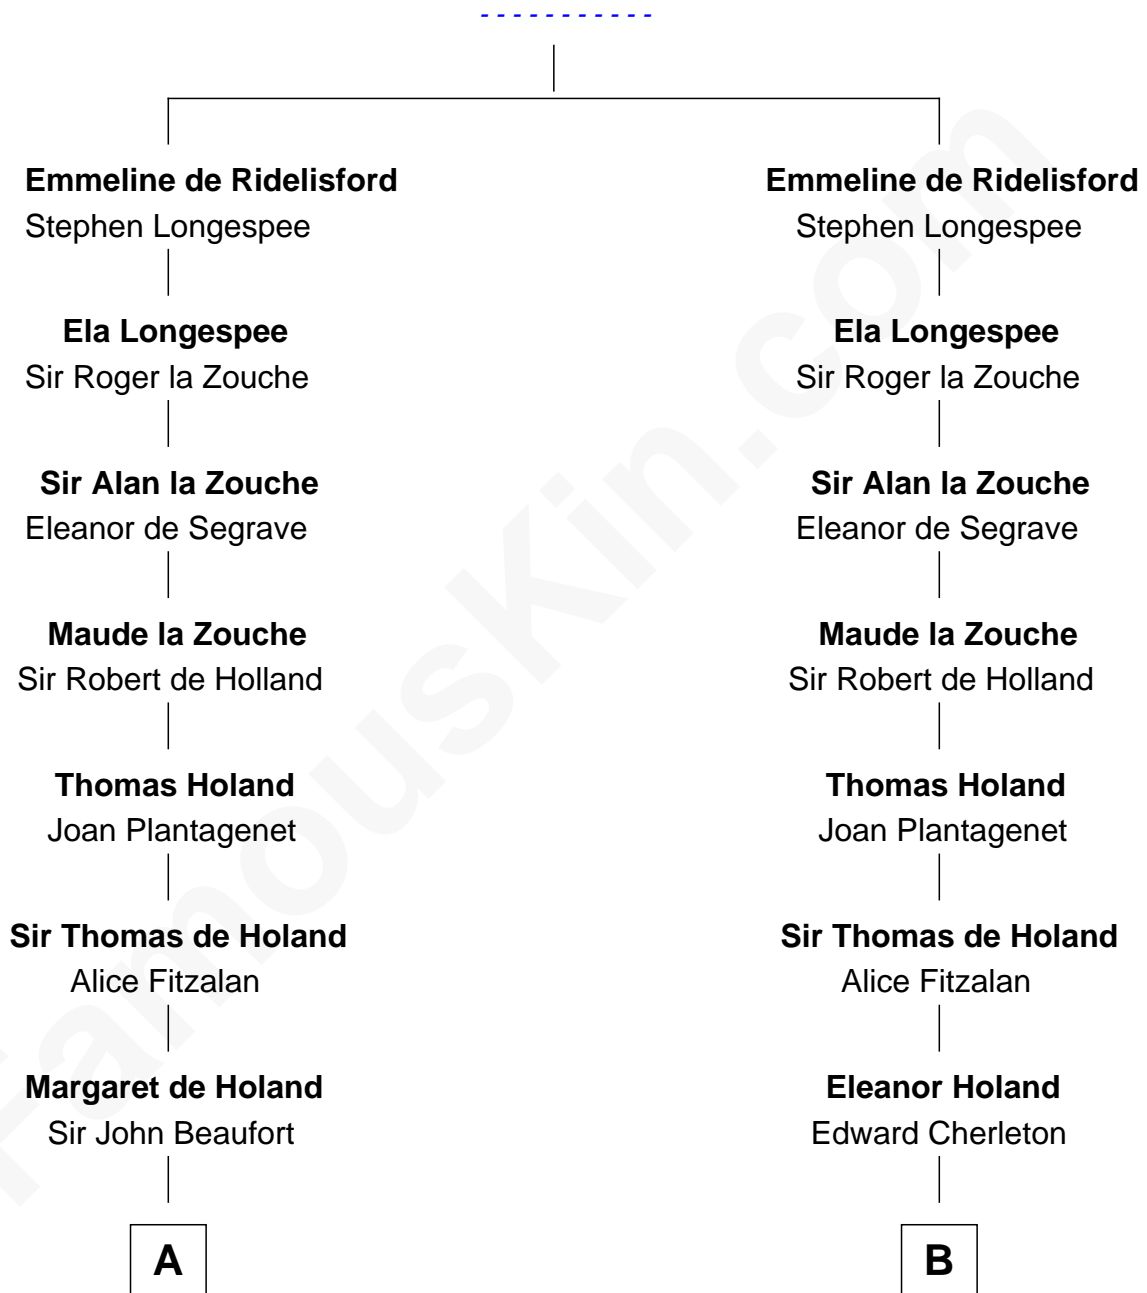 - - - - - - - - - - -
Emmeline de Ridelisford
Stephen Longespee
Ela Longespee
Sir Roger la Zouche
Sir Alan la Zouche
Eleanor de Segrave
Maude la Zouche
Sir Robert de Holland
Thomas Holand
Joan Plantagenet
Sir Thomas de Holand
Alice Fitzalan
Margaret de Holand
Sir John Beaufort
A
Emmeline de Ridelisford
Stephen Longespee
Ela Longespee
Sir Roger la Zouche
Sir Alan la Zouche
Eleanor de Segrave
Maude la Zouche
Sir Robert de Holland
Thomas Holand
Joan Plantagenet
Sir Thomas de Holand
Alice Fitzalan
Eleanor Holand
Edward Cherleton
B
FamousKin.com